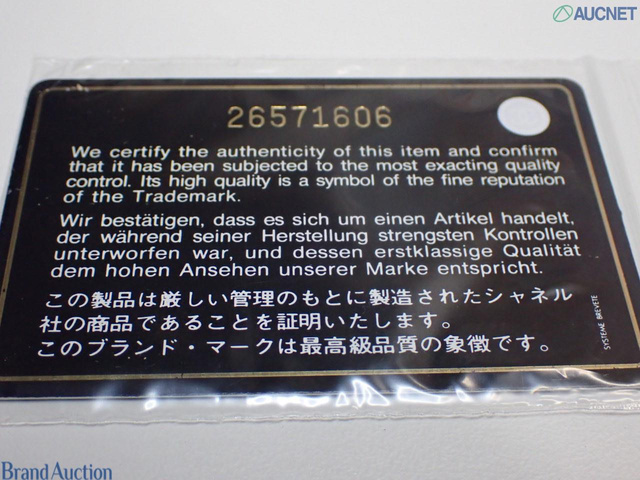 AUCNET
26571606
We certify the authenticity of this item and confirm
that it has been subjected to the most exacting quality
control. Its high quality is a symbol of the fine reputation
of the Trademark.
Wir bestätigen, dass es sich um einen Artikel handelt,
der während seiner Herstellung strengsten Kontrollen
unterworfen war, und dessen erstklassige Qualität
dem hohen Ansehen unserer Marke entspricht.
この製品は厳しい管理のもとに製造されたシャネル
社の商品であることを証明いたします。
このブランド・マークは最高級品質の象徴です。
SYSTEME BREVETE
Brand Auction